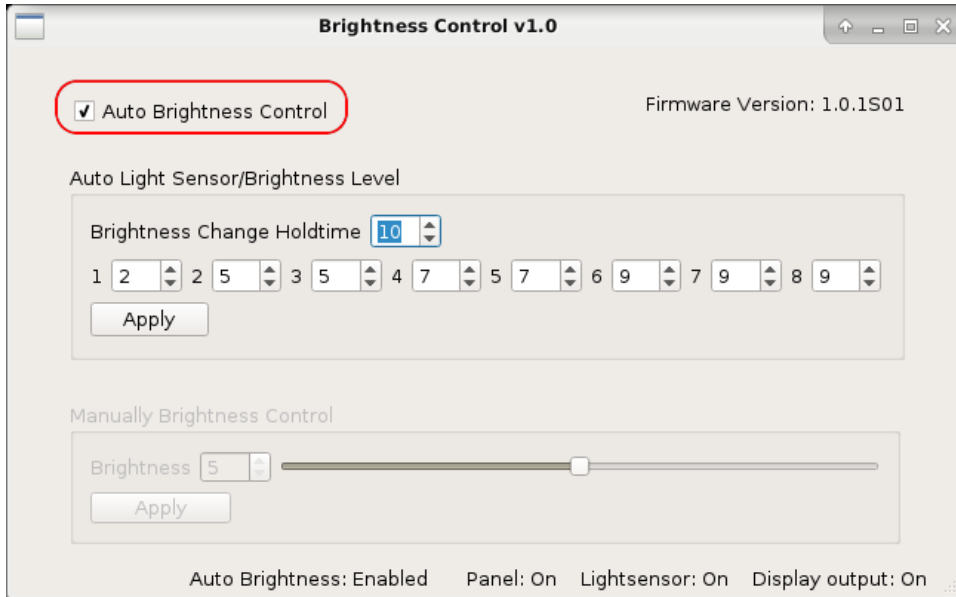 Brightness Control v1.0
Auto Brightness Control
Firmware Version: 1.0.1S01
Auto Light Sensor/Brightness Level
Brightness Change Holdtime 10
1 2 2 5 3 5 4 7 5 7 6 9 7 9 8 9
Apply
Manually Brightness Control
Brightness 5
Apply
Auto Brightness: Enabled Panel: On Lightsensor: On Display output: On